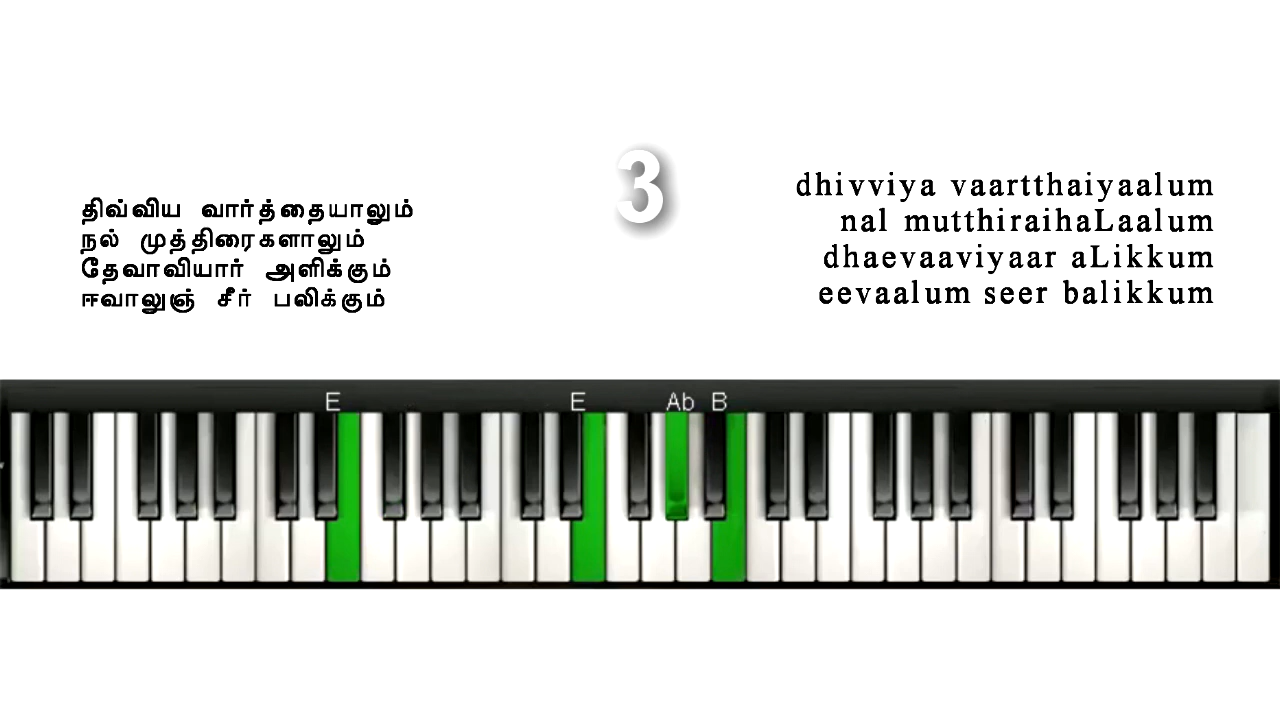 3
திவ்விய வார்த்தையாலும்
நல் முத்திரைகளாலும்
தேவாவியார் அளிக்கும்
ஈவாலுஞ் சீர் பலிக்கும்
dhivviya vaartthaiyaalum
nal mutthiraihaLaalum
dhaevaaviyaar aLikkum
eevaalum seer balikkum
E E Ab B